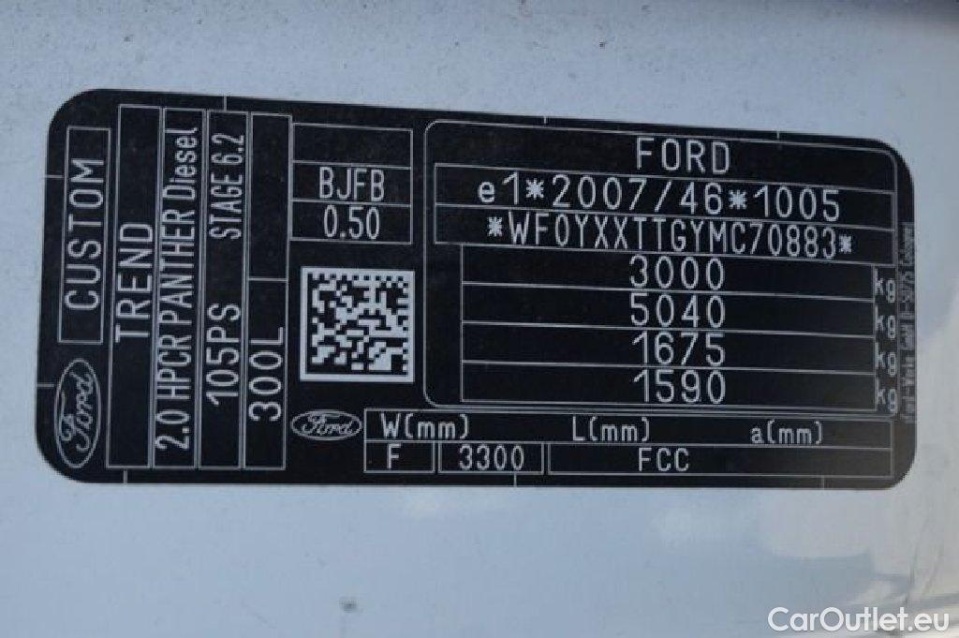 CUSTOM
TREND
2.0 HPCR PANTHER Diesel
105PS STAGE 6.2
300L
Ford
BJFB
0.50
FORD
e1*2007/46*1005
*WF0YXXTTGYMC70883*
3000 kg
5040 kg
1675 kg
1590 kg
Ford
W(mm) L(mm) a(mm)
F 3300 FCC
CarOutlet.eu